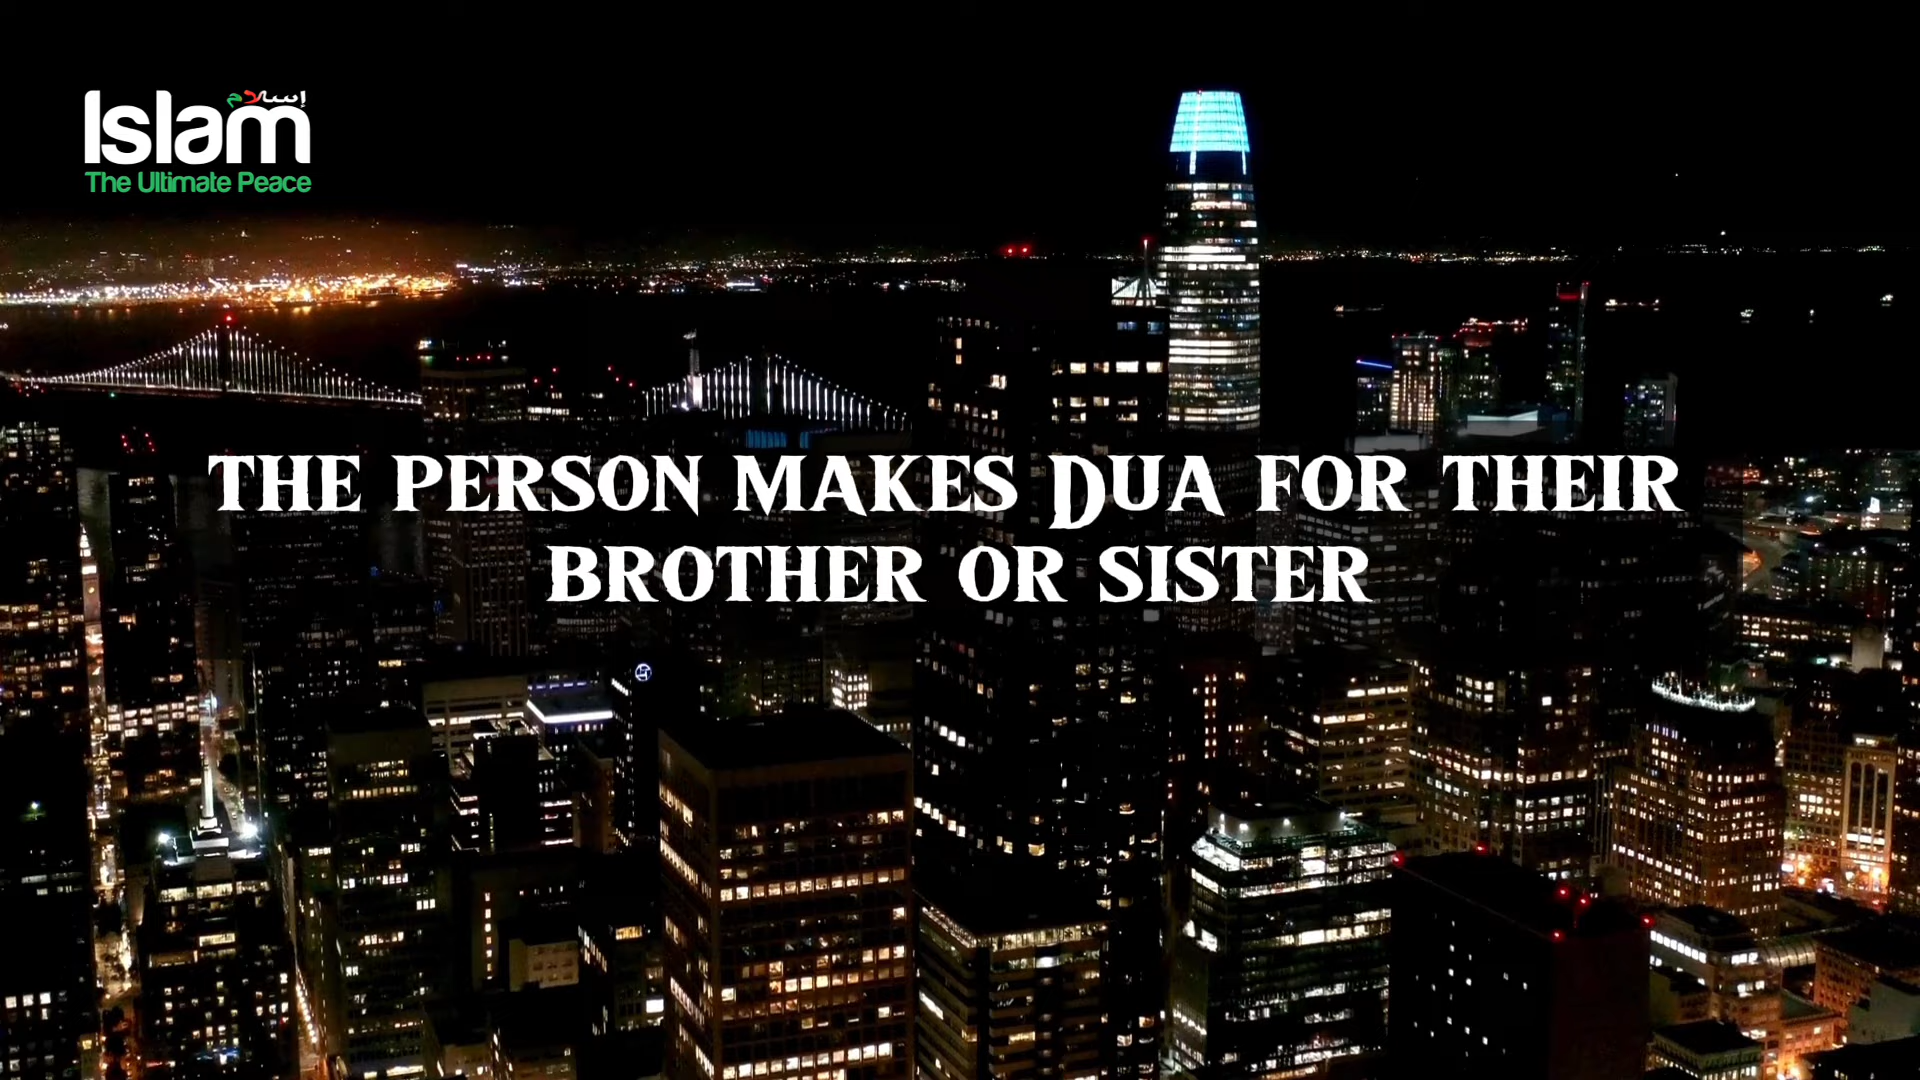 إسلام
Islam
The Ultimate Peace
THE PERSON MAKES DUA FOR THEIR
BROTHER OR SISTER